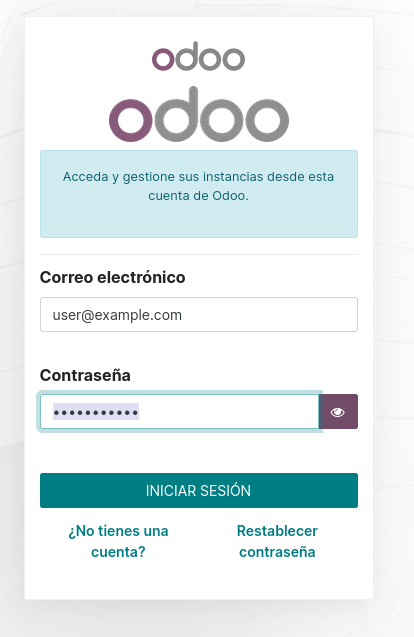 odoo
odoo
Acceda y gestione sus instancias desde esta
cuenta de Odoo.
Correo electrónico
user@example.com
Contraseña
•••••••••••
INICIAR SESIÓN
¿No tienes una
cuenta?
Restablecer
contraseña